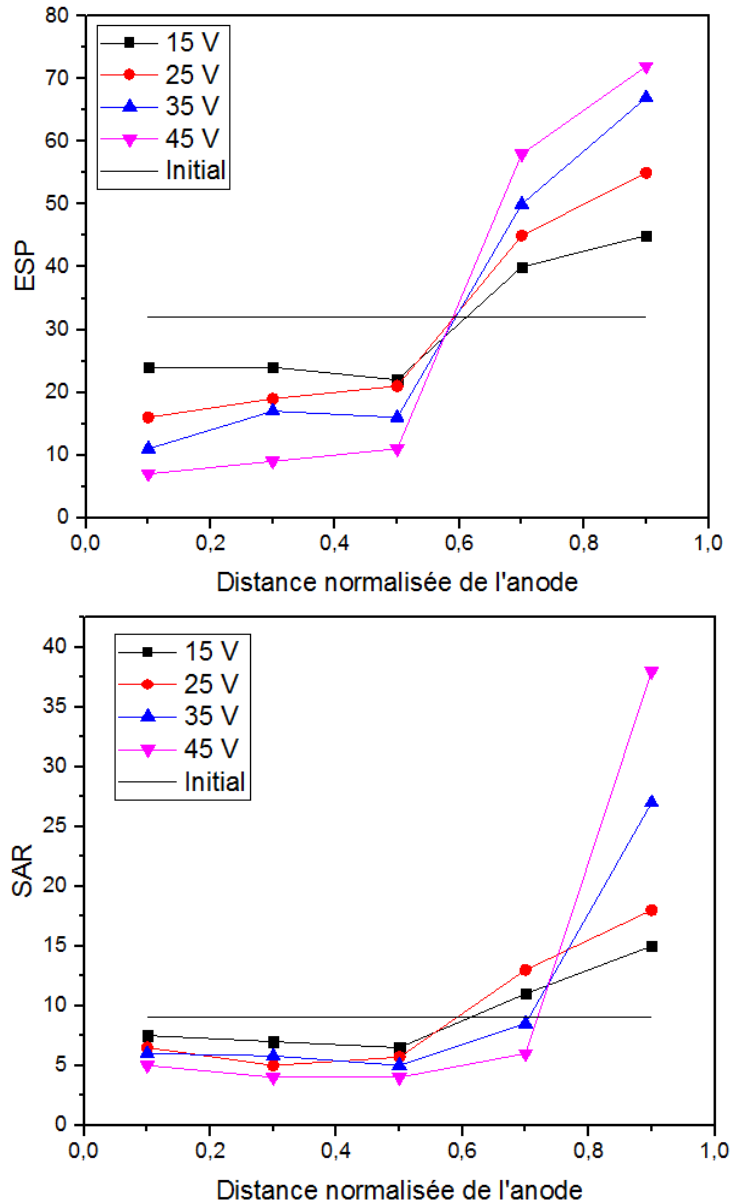 80
70
60
50
40
30
20
10
0
ESP
15 V
25 V
35 V
45 V
Initial
0,0 0,2 0,4 0,6 0,8 1,0
Distance normalisée de l'anode
40
35
30
25
20
15
10
5
0
SAR
15 V
25 V
35 V
45 V
Initial
0,0 0,2 0,4 0,6 0,8 1,0
Distance normalisée de l'anode